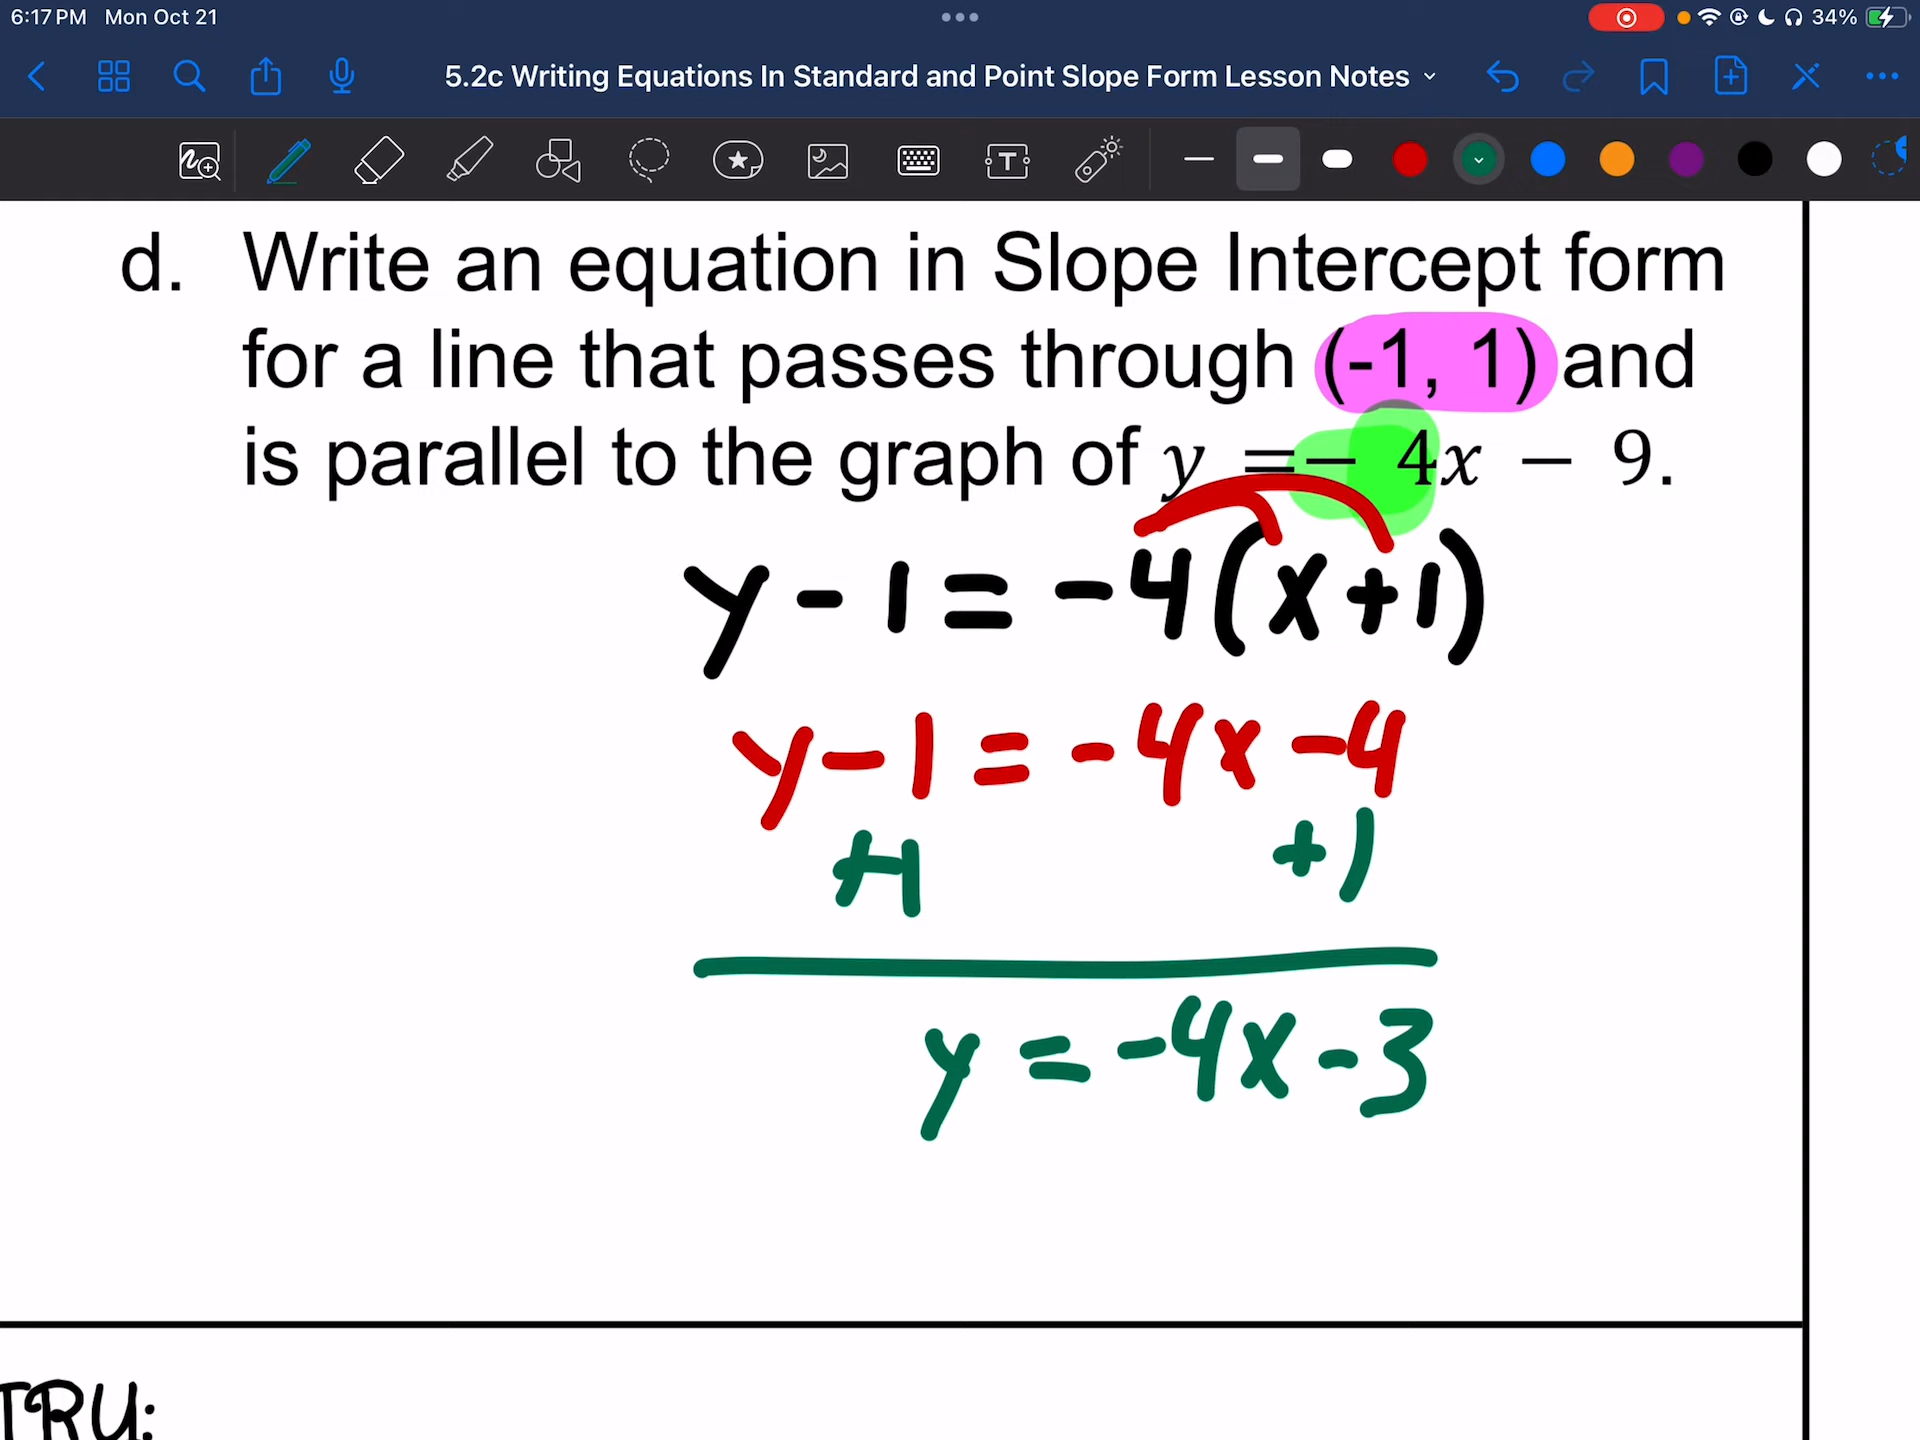 6:17 PM Mon Oct 21
34%
5.2c Writing Equations In Standard and Point Slope Form Lesson Notes
T
d. Write an equation in Slope Intercept form
for a line that passes through (-1, 1) and
is parallel to the graph of y = − 4x − 9.
y - 1 = -4(x+1)
y - 1 = -4x - 4
+1 +1
y = -4x - 3
TRY: